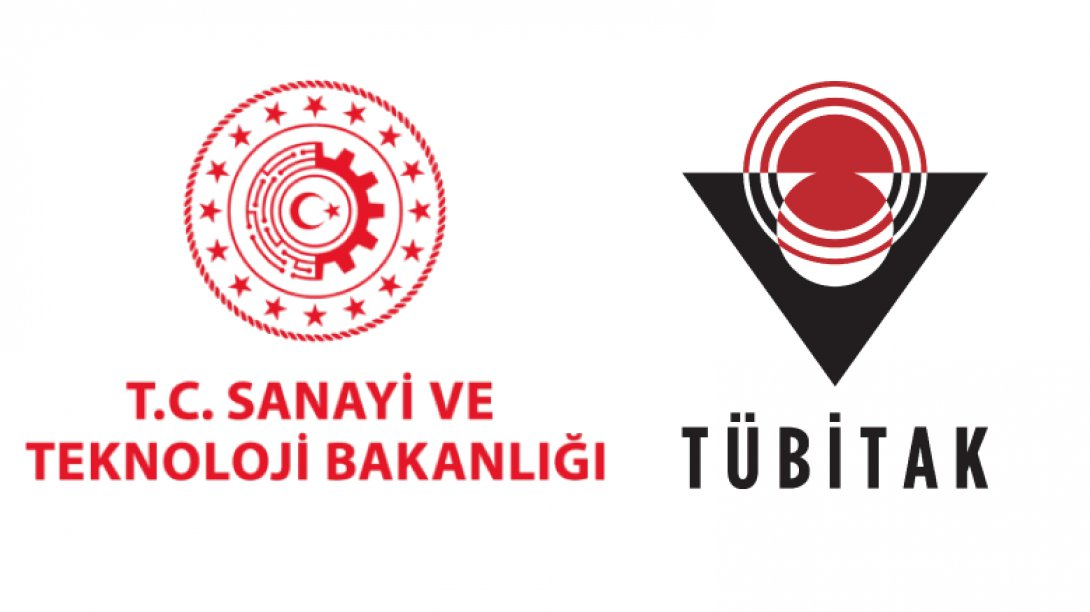 T.C. SANAYİ VE
TEKNOLOJİ BAKANLIĞI
TÜBİTAK